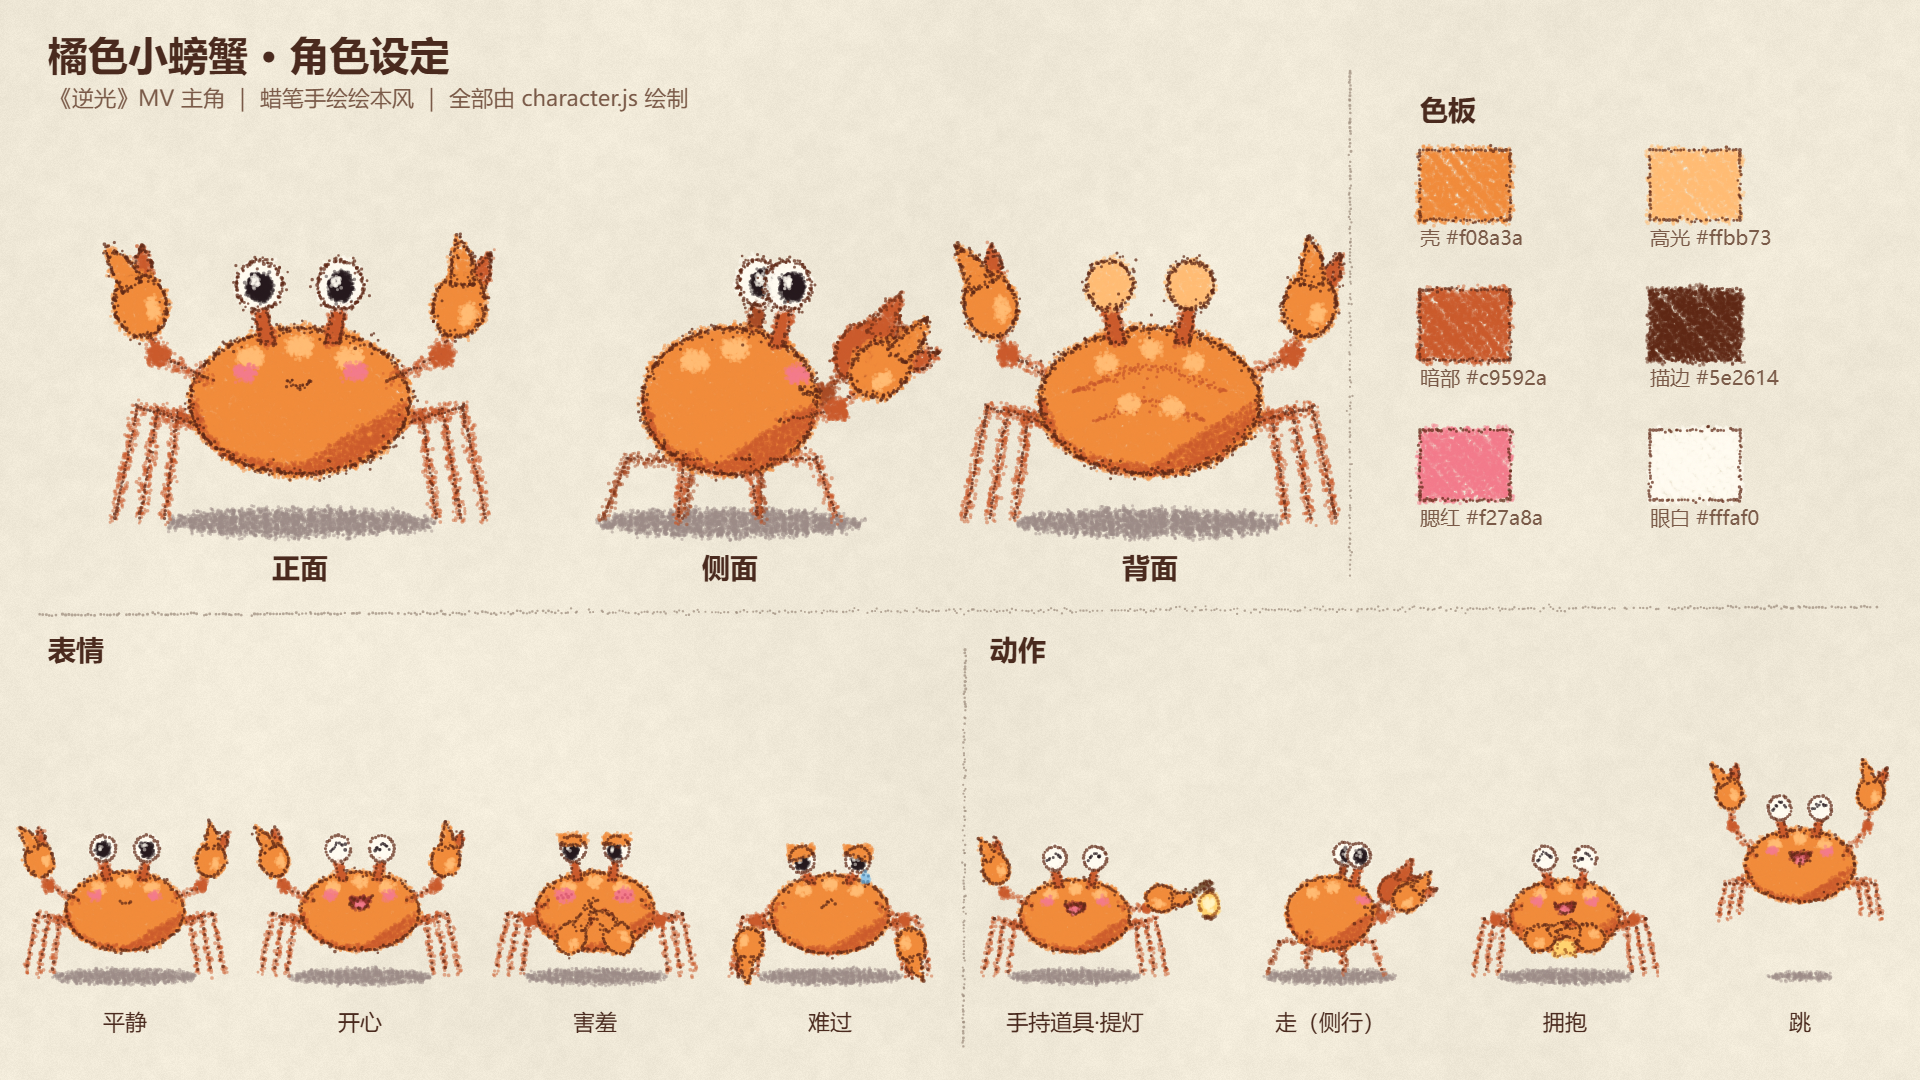 橘色小螃蟹·角色设定
《逆光》MV 主角 | 蜡笔手绘绘本风 | 全部由 character.js 绘制
色板
壳 #f08a3a
高光 #ffbb73
暗部 #c9592a
描边 #5e2614
腮红 #f27a8a
眼白 #fffaf0
正面
侧面
背面
表情
动作
平静
开心
害羞
难过
手持道具·提灯
走（侧行）
拥抱
跳